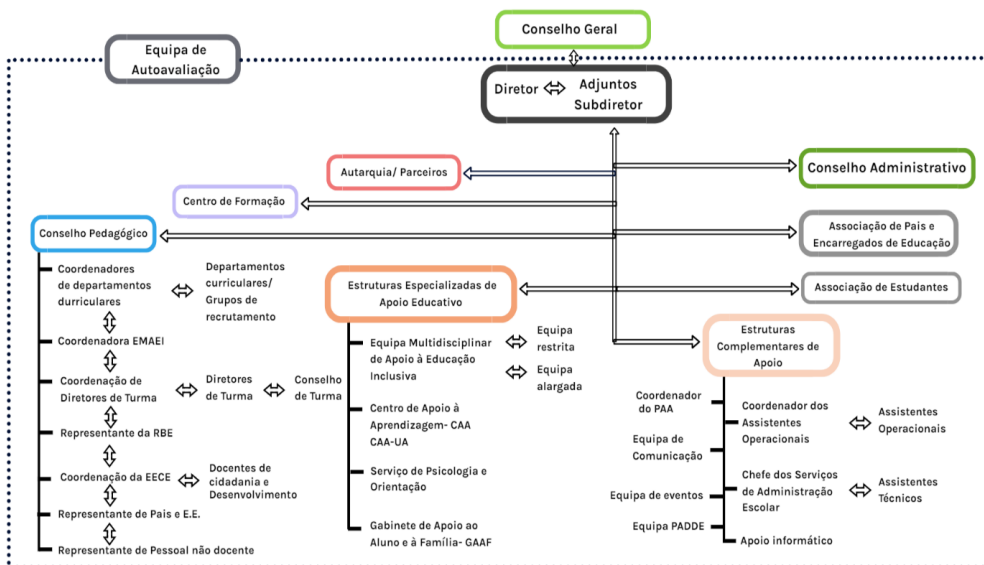 Conselho Geral
Equipa de
Autoavaliação
Diretor
Adjuntos
Subdiretor
Autarquia/ Parceiros
Conselho Administrativo
Centro de Formação
Conselho Pedagógico
Associação de Pais e
Encarregados de Educação
Coordenadores
de departamentos
durriculares
Departamentos
curriculares/
Grupos de
recrutamento
Coordenadora EMAEI
Coordenação de
Diretores de Turma
Diretores
de Turma
Conselho
de Turma
Representante da RBE
Coordenação da EECE
Docentes de
cidadania e
Desenvolvimento
Representante de Pais e E.E.
Representante de Pessoal não docente
Estruturas Especializadas de
Apoio Educativo
Equipa Multidisciplinar
de Apoio à Educação
Inclusiva
Equipa
restrita
Equipa
alargada
Centro de Apoio à
Aprendizagem- CAA
CAA-UA
Serviço de Psicologia e
Orientação
Gabinete de Apoio ao
Aluno e à Família- GAAF
Associação de Estudantes
Estruturas
Complementares de
Apoio
Coordenador
do PAA
Coordenador dos
Assistentes
Operacionais
Assistentes
Operacionais
Equipa de
Comunicação
Equipa de eventos
Chefe dos Serviços
de Administração
Escolar
Assistentes
Técnicos
Equipa PADDE
Apoio informático